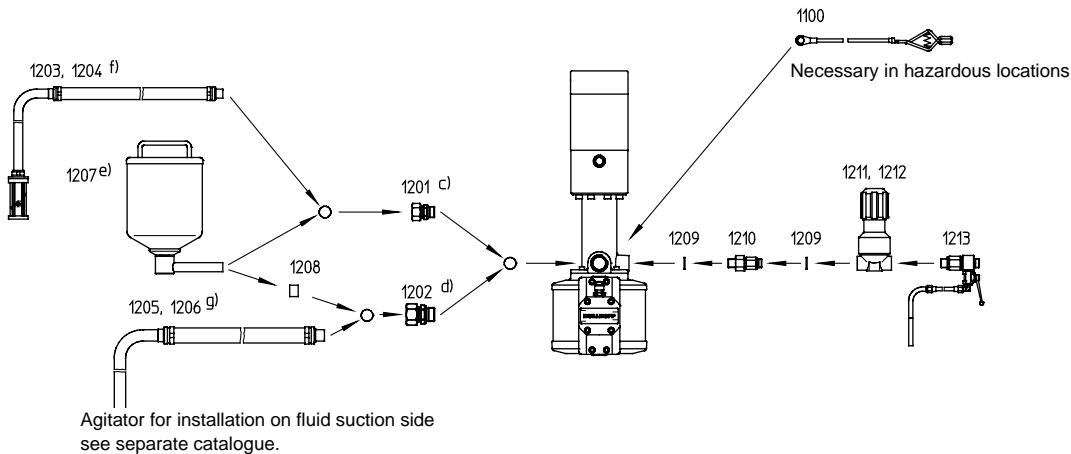 1100
Necessary in hazardous locations
1203, 1204 f)
1207 e)
1201 c)
1211, 1212
1209
1210
1209
1213
1208
1202 d)
1205, 1206 g)
Agitator for installation on fluid suction side
see separate catalogue.